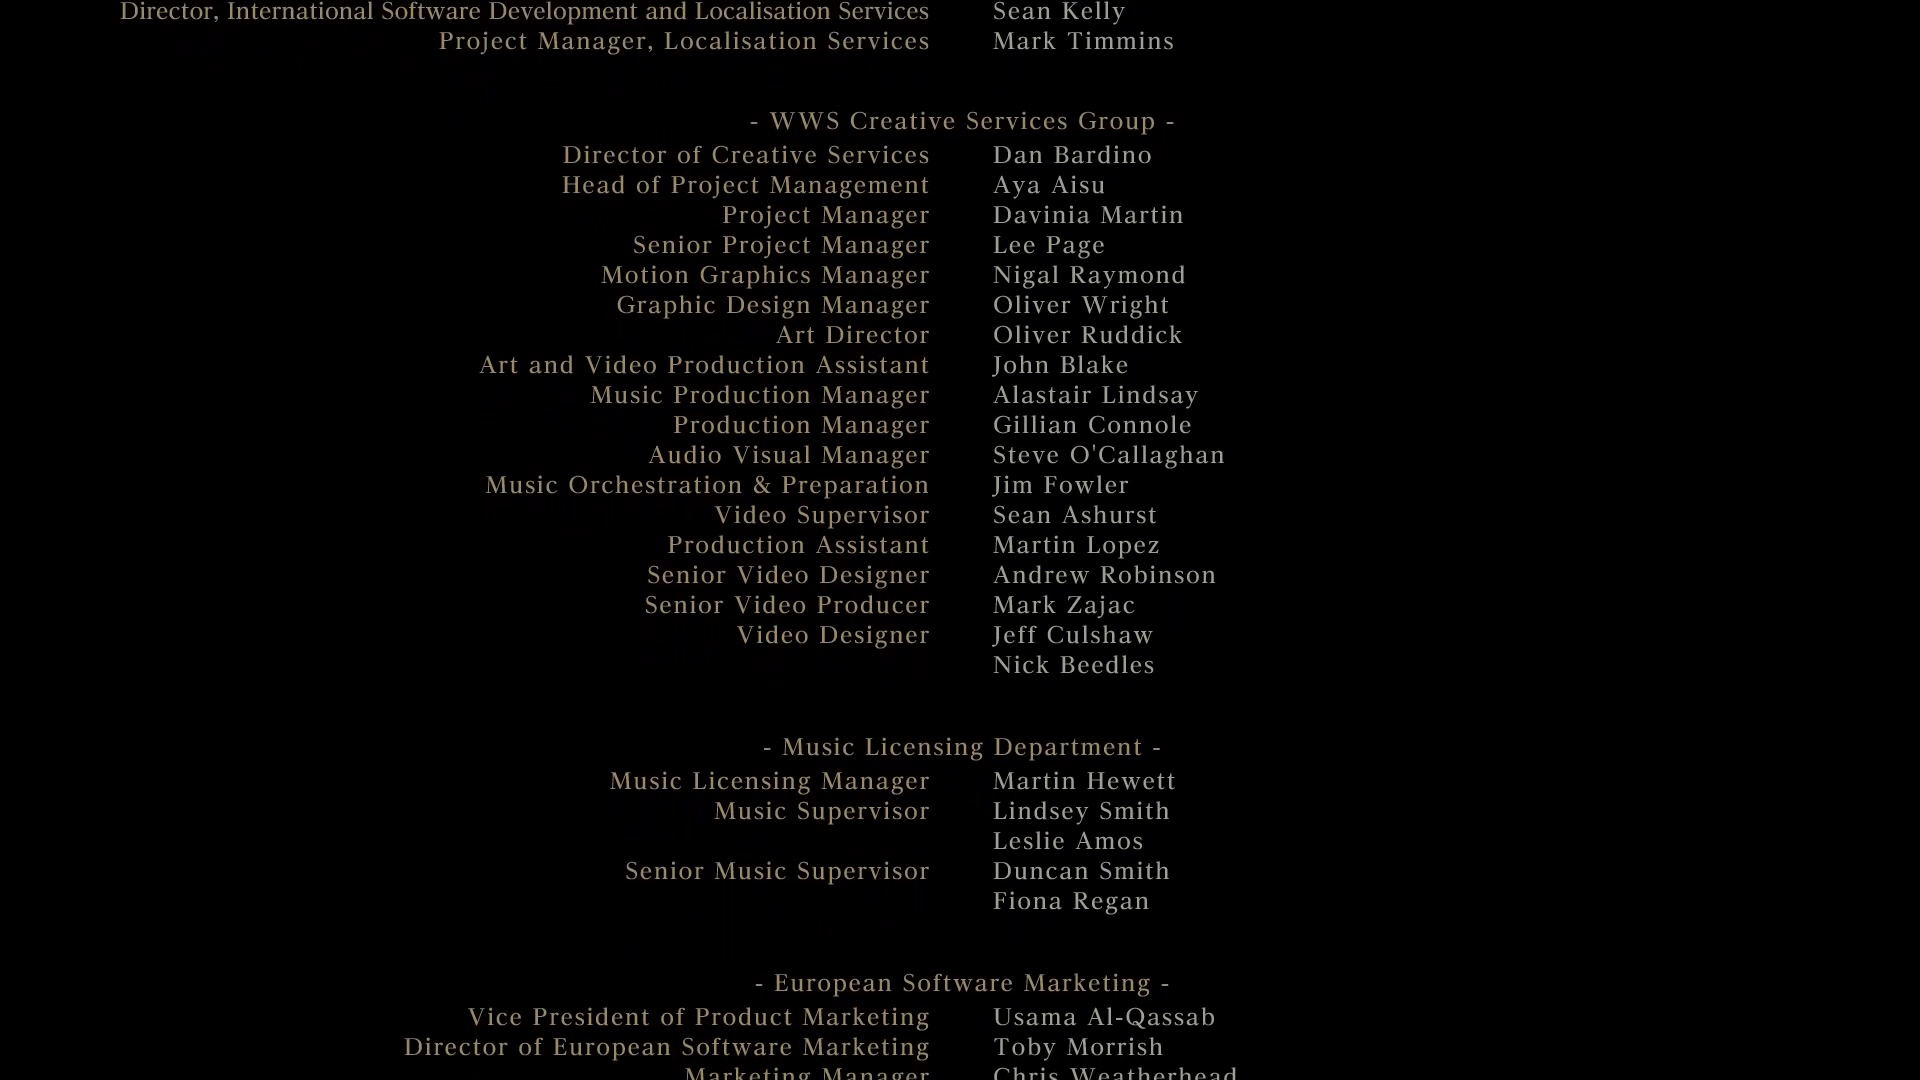 Director, International Software Development and Localisation Services Sean Kelly
Project Manager, Localisation Services Mark Timmins
- WWS Creative Services Group -
Director of Creative Services Dan Bardino
Head of Project Management Aya Aisu
Project Manager Davinia Martin
Senior Project Manager Lee Page
Motion Graphics Manager Nigal Raymond
Graphic Design Manager Oliver Wright
Art Director Oliver Ruddick
Art and Video Production Assistant John Blake
Music Production Manager Alastair Lindsay
Production Manager Gillian Connole
Audio Visual Manager Steve O'Callaghan
Music Orchestration & Preparation Jim Fowler
Video Supervisor Sean Ashurst
Production Assistant Martin Lopez
Senior Video Designer Andrew Robinson
Senior Video Producer Mark Zajac
Video Designer Jeff Culshaw
Nick Beedles
- Music Licensing Department -
Music Licensing Manager Martin Hewett
Music Supervisor Lindsey Smith
Leslie Amos
Senior Music Supervisor Duncan Smith
Fiona Regan
- European Software Marketing -
Vice President of Product Marketing Usama Al-Qassab
Director of European Software Marketing Toby Morrish
Marketing Manager Chris Weatherhead